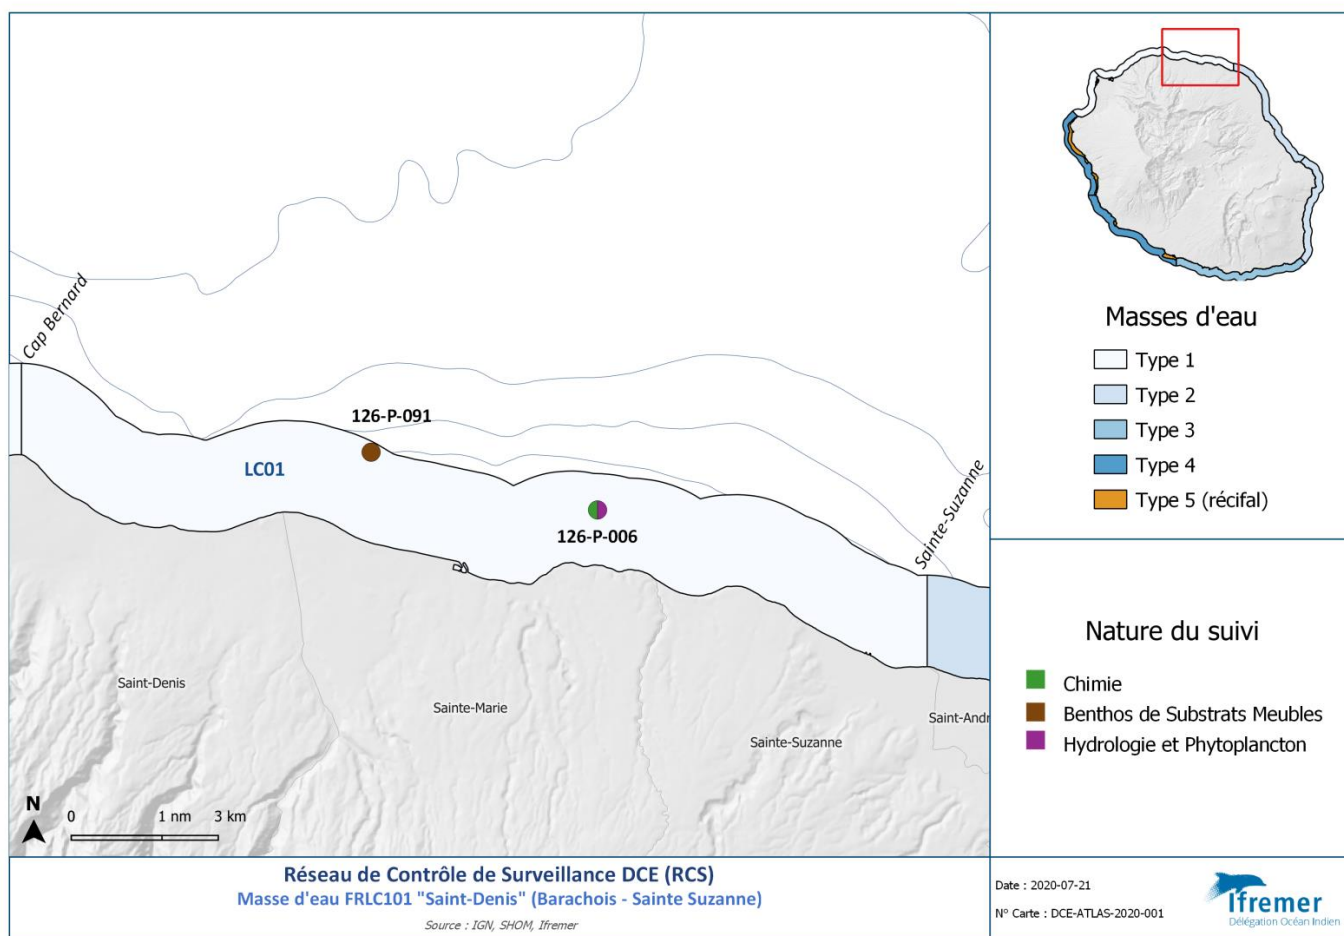 Cap Bernard
126-P-091
LC01
126-P-006
Sainte-Suzanne
Saint-Denis
Sainte-Marie
Sainte-Suzanne
Saint-Andr
N
0 1 nm 3 km
Masses d'eau
Type 1
Type 2
Type 3
Type 4
Type 5 (récifal)
Nature du suivi
Chimie
Benthos de Substrats Meubles
Hydrologie et Phytoplancton
Réseau de Contrôle de Surveillance DCE (RCS)
Masse d'eau FRLC101 "Saint-Denis" (Barachois - Sainte Suzanne)
Source : IGN, SHOM, Ifremer
Date : 2020-07-21
N° Carte : DCE-ATLAS-2020-001
Ifremer
Délégation Océan Indien